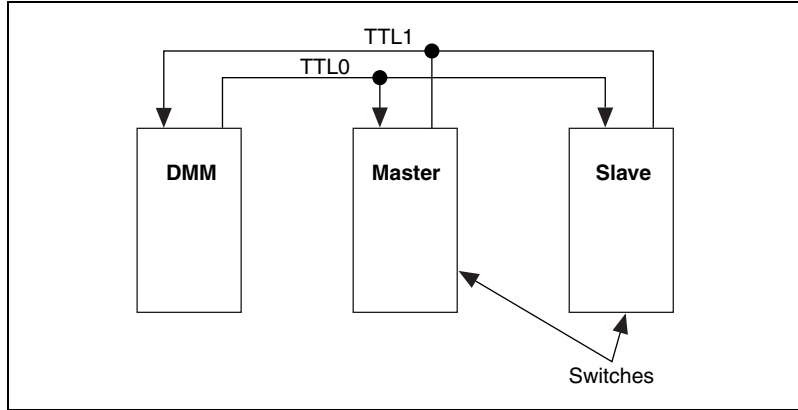 TTL1
TTL0
DMM
Master
Slave
Switches